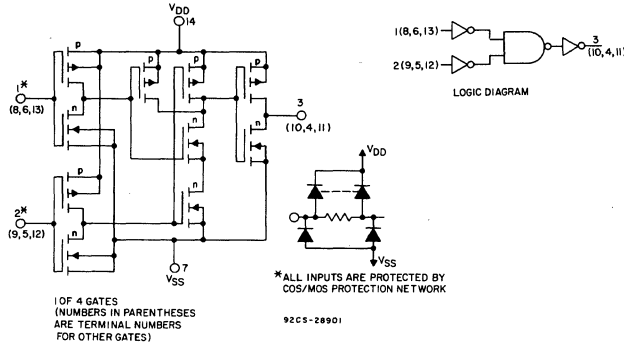 VDD
14
p
p
p
p
1*
(8,6,13)
n
n
n
3
(10,4,11)
p
n
n
2*
(9,5,12)
7
VSS
1(8,6,13)
2(9,5,12)
3
(10,4,11)
LOGIC DIAGRAM
VDD
VSS
*ALL INPUTS ARE PROTECTED BY
COS/MOS PROTECTION NETWORK
1 OF 4 GATES
(NUMBERS IN PARENTHESES
ARE TERMINAL NUMBERS
FOR OTHER GATES)
92CS-28901